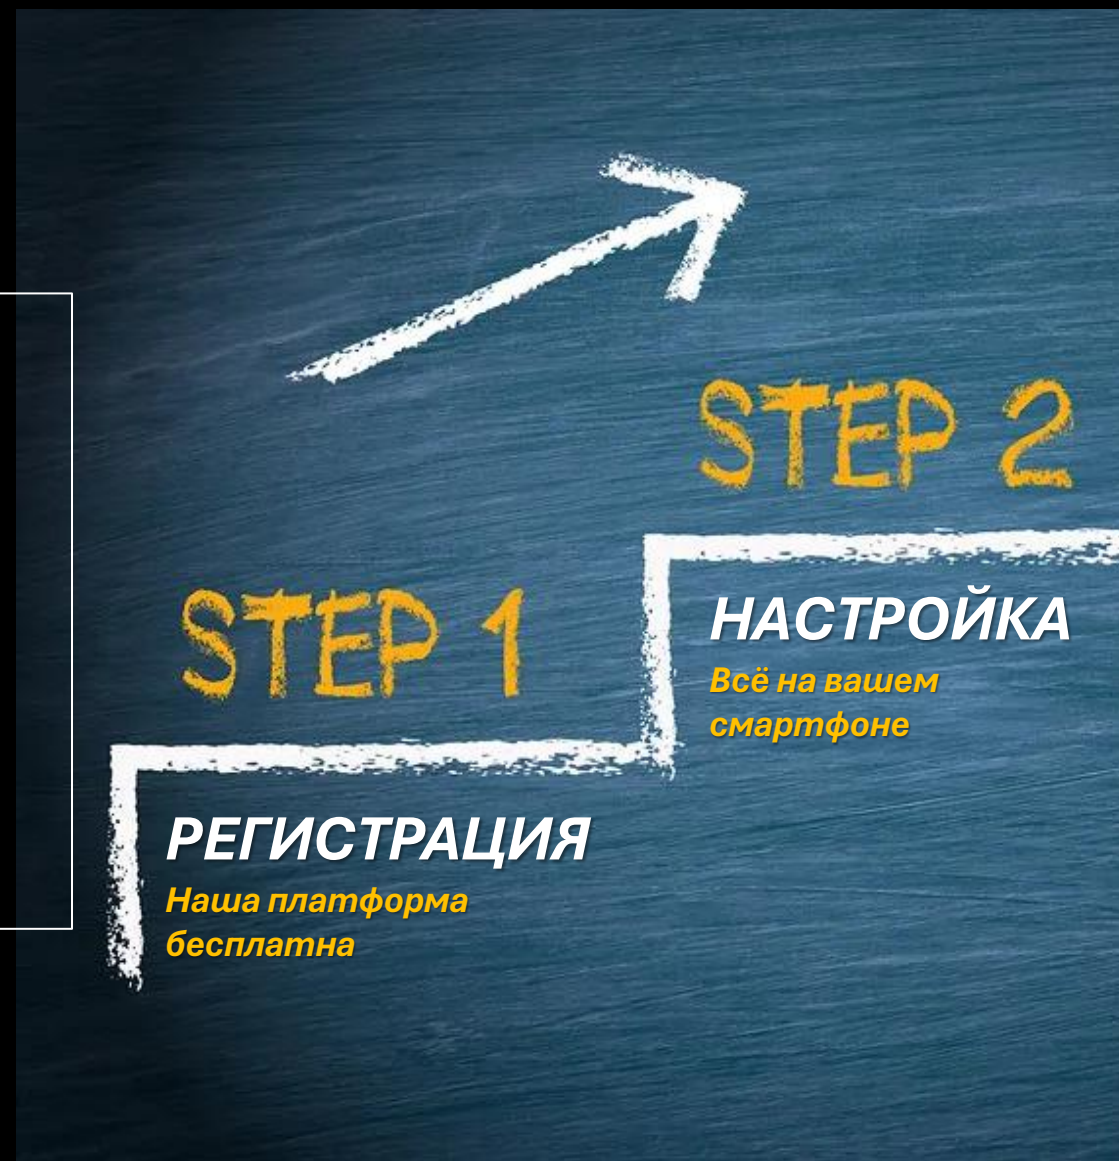 STEP 1
РЕГИСТРАЦИЯ
Наша платформа
бесплатна
STEP 2
НАСТРОЙКА
Всё на вашем
смартфоне